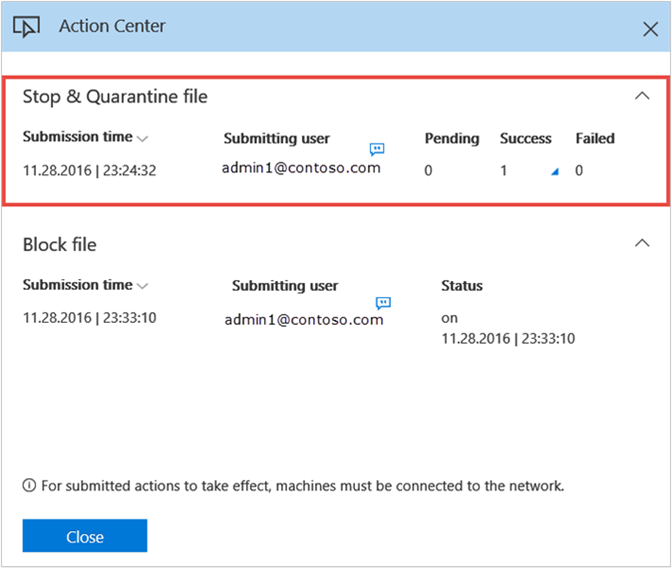 Action Center
Stop & Quarantine file
Submission time Submitting user Pending Success Failed
11.28.2016 | 23:24:32 admin1@contoso.com 0 1 0
Block file
Submission time Submitting user Status
11.28.2016 | 23:33:10 admin1@contoso.com on
11.28.2016 | 23:33:10
For submitted actions to take effect, machines must be connected to the network.
Close